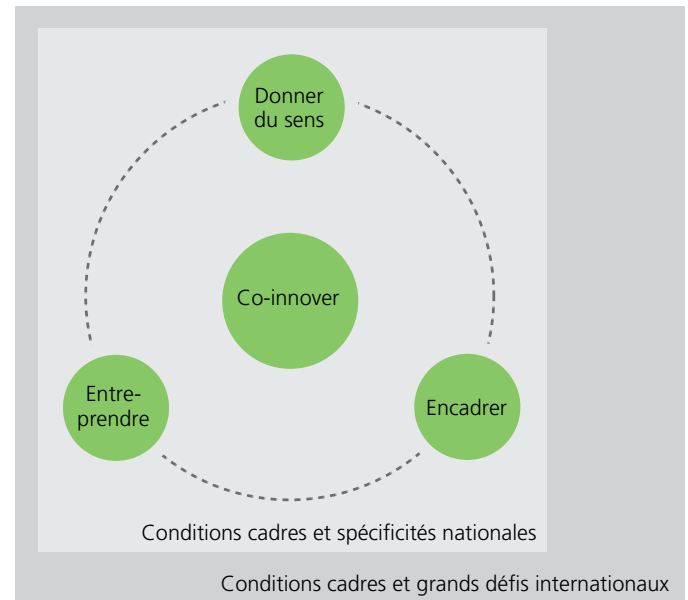 Donner
du sens
Co-innover
Entre-
prendre
Encadrer
Conditions cadres et spécificités nationales
Conditions cadres et grands défis internationaux